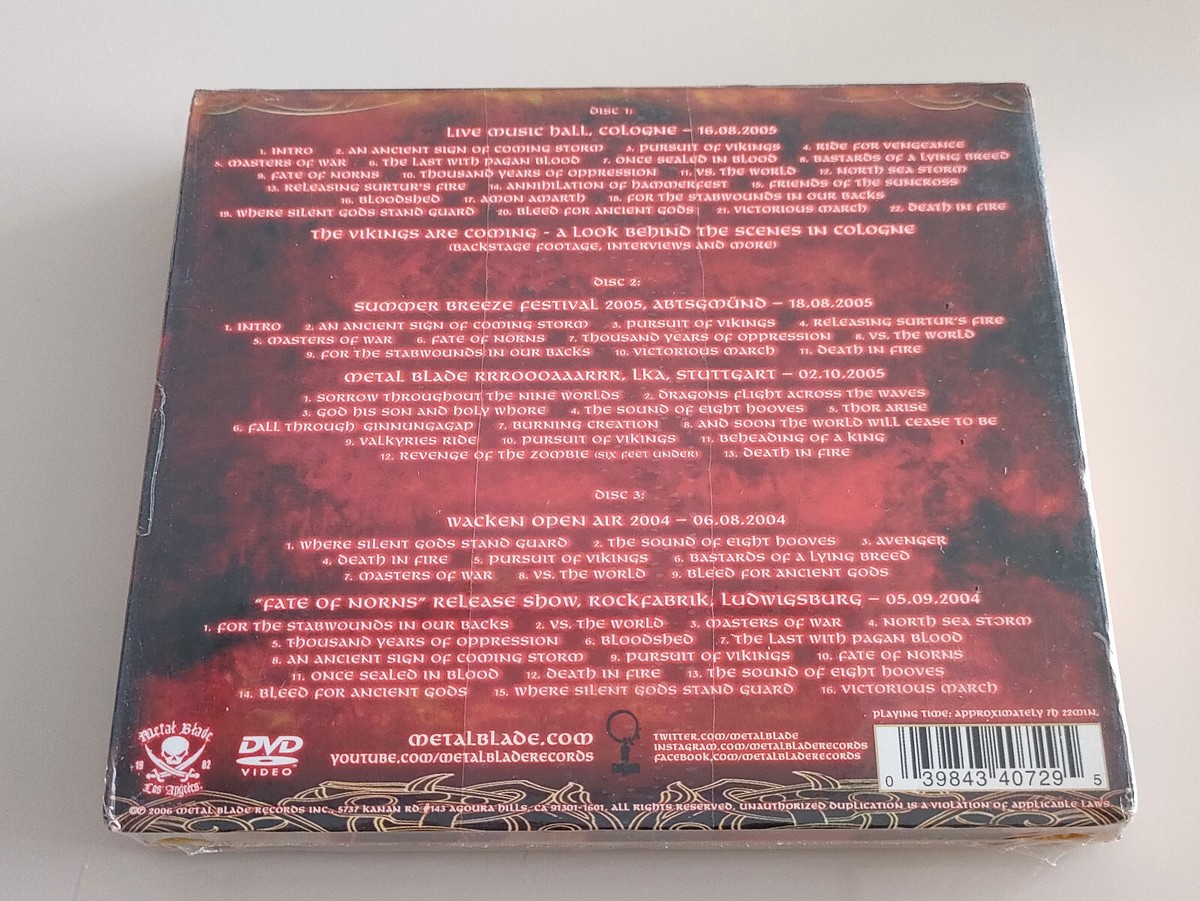 DISC 1:
LIVE MUSIC HALL, COLOGNE – 16.08.2005
1. INTRO 2. AN ANCIENT SIGN OF COMING STORM 3. PURSUIT OF VIKINGS 4. RIDE FOR VENGEANCE
5. MASTERS OF WAR 6. THE LAST WITH PAGAN BLOOD 7. ONCE SEALED IN BLOOD 8. BASTARDS OF A LYING BREED
9. FATE OF NORNS 10. THOUSAND YEARS OF OPPRESSION 11. VS. THE WORLD 12. NORTH SEA STORM
13. RELEASING SURTUR'S FIRE 14. ANNIHILATION OF HAMMERFEST 15. FRIENDS OF THE SUNCROSS
16. BLOODSHED 17. AMON AMARTH 18. FOR THE STABWOUNDS IN OUR BACKS
19. WHERE SILENT GODS STAND GUARD 20. BLEED FOR ANCIENT GODS 21. VICTORIOUS MARCH 22. DEATH IN FIRE
THE VIKINGS ARE COMING - A LOOK BEHIND THE SCENES IN COLOGNE
(BACKSTAGE FOOTAGE, INTERVIEWS AND MORE)
DISC 2:
SUMMER BREEZE FESTIVAL 2005, ABTSGMÜND – 18.08.2005
1. INTRO 2. AN ANCIENT SIGN OF COMING STORM 3. PURSUIT OF VIKINGS 4. RELEASING SURTUR'S FIRE
5. MASTERS OF WAR 6. FATE OF NORNS 7. THOUSAND YEARS OF OPPRESSION 8. VS. THE WORLD
9. FOR THE STABWOUNDS IN OUR BACKS 10. VICTORIOUS MARCH 11. DEATH IN FIRE
METAL BLADE RRROOOAAARRR, LKA, STUTTGART – 02.10.2005
1. SORROW THROUGHOUT THE NINE WORLDS 2. DRAGONS FLIGHT ACROSS THE WAVES
3. GOD HIS SON AND HOLY WHORE 4. THE SOUND OF EIGHT HOOVES 5. THOR ARISE
6. FALL THROUGH GINNUNGAGAP 7. BURNING CREATION 8. AND SOON THE WORLD WILL CEASE TO BE
9. VALKYRIES RIDE 10. PURSUIT OF VIKINGS 11. BEHEADING OF A KING
12. REVENGE OF THE ZOMBIE (SIX FEET UNDER) 13. DEATH IN FIRE
DISC 3:
WACKEN OPEN AIR 2004 – 06.08.2004
1. WHERE SILENT GODS STAND GUARD 2. THE SOUND OF EIGHT HOOVES 3. AVENGER
4. DEATH IN FIRE 5. PURSUIT OF VIKINGS 6. BASTARDS OF A LYING BREED
7. MASTERS OF WAR 8. VS. THE WORLD 9. BLEED FOR ANCIENT GODS
"FATE OF NORNS" RELEASE SHOW, ROCKFABRIK, LUDWIGSBURG – 05.09.2004
1. FOR THE STABWOUNDS IN OUR BACKS 2. VS. THE WORLD 3. MASTERS OF WAR 4. NORTH SEA STORM
5. THOUSAND YEARS OF OPPRESSION 6. BLOODSHED 7. THE LAST WITH PAGAN BLOOD
8. AN ANCIENT SIGN OF COMING STORM 9. PURSUIT OF VIKINGS 10. FATE OF NORNS
11. ONCE SEALED IN BLOOD 12. DEATH IN FIRE 13. THE SOUND OF EIGHT HOOVES
14. BLEED FOR ANCIENT GODS 15. WHERE SILENT GODS STAND GUARD 16. VICTORIOUS MARCH
PLAYING TIME: APPROXIMATELY 7H 22MIN.
Metal Blade
1982
Los Angeles
DVD
VIDEO
METALBLADE.COM
YOUTUBE.COM/METALBLADERECORDS
TWITTER.COM/METALBLADE
INSTAGRAM.COM/METALBLADERECORDS
FACEBOOK.COM/METALBLADERECORDS
0 39843 40729 5
©℗ 2006 METAL BLADE RECORDS INC., 5737 KANAN RD #143 AGOURA HILLS, CA 91301-1601, ALL RIGHTS RESERVED, UNAUTHORIZED DUPLICATION IS A VIOLATION OF APPLICABLE LAWS